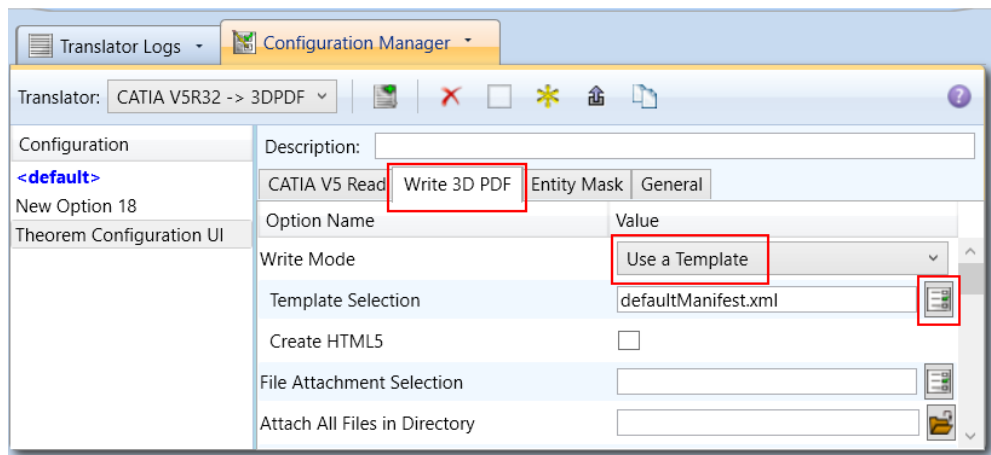 Translator Logs
Configuration Manager
Translator: CATIA V5R32 -> 3DPDF
?
Configuration
Description:
<default>
New Option 18
Theorem Configuration UI
CATIA V5 Read Write 3D PDF Entity Mask General
Option Name Value
Write Mode Use a Template
Template Selection defaultManifest.xml
Create HTML5
File Attachment Selection
Attach All Files in Directory